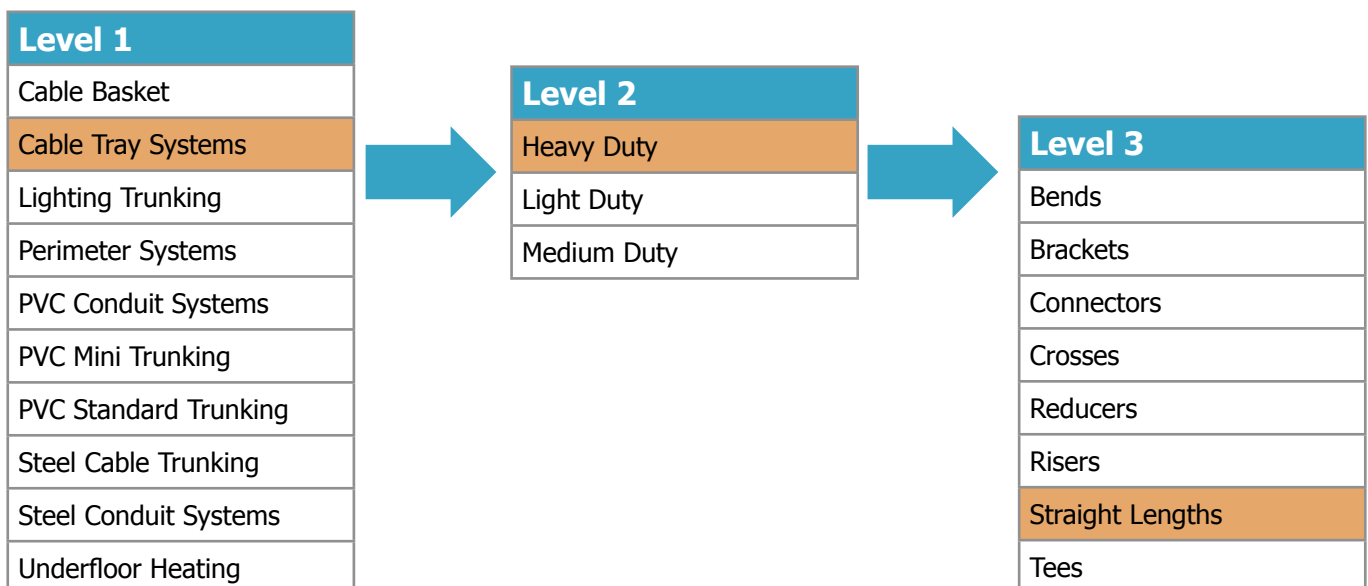 Level 1
Cable Basket
Cable Tray Systems
Lighting Trunking
Perimeter Systems
PVC Conduit Systems
PVC Mini Trunking
PVC Standard Trunking
Steel Cable Trunking
Steel Conduit Systems
Underfloor Heating
Level 2
Heavy Duty
Light Duty
Medium Duty
Level 3
Bends
Brackets
Connectors
Crosses
Reducers
Risers
Straight Lengths
Tees